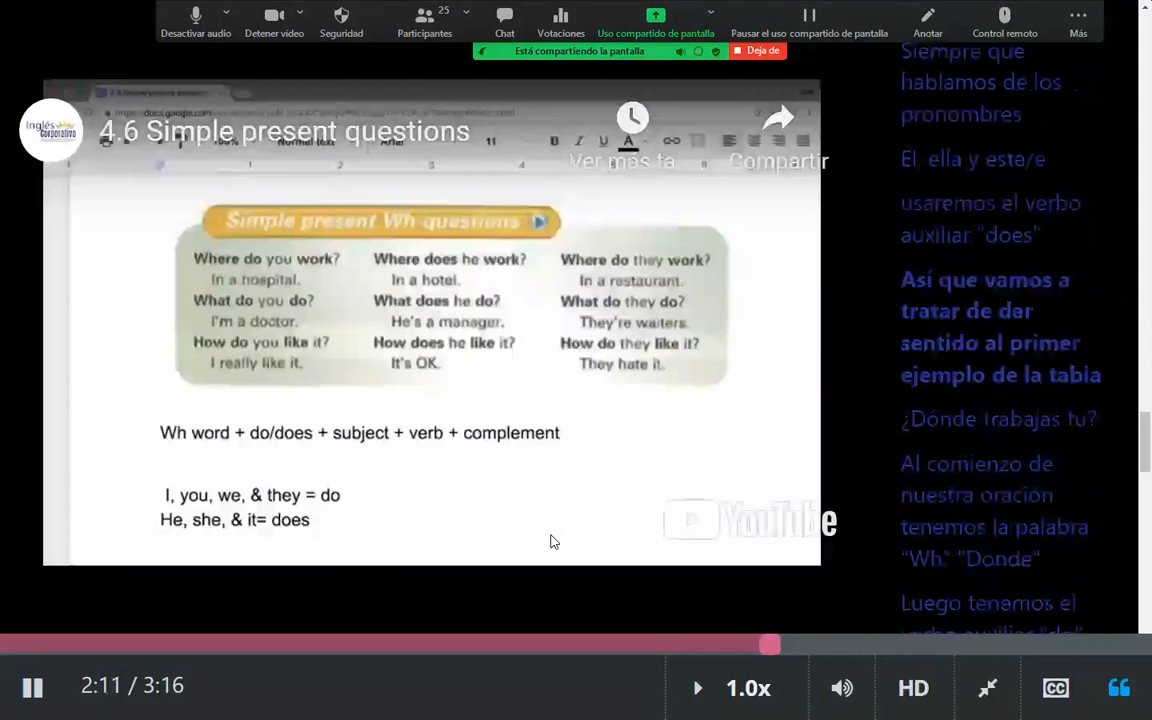 25
Desactivar audio
Detener video
Seguridad
Participantes
Chat
Votaciones
Uso compartido de pantalla
Pausar el uso compartido de pantalla
Anotar
Control remoto
Más
Está compartiendo la pantalla
Deja de
Inglés
Corporativo
4.6 Simple present questions
Ver más ta
Compartir
Simple present Wh questions
Where do you work?
In a hospital.
What do you do?
I'm a doctor.
How do you like it?
I really like it.
Where does he work?
In a hotel.
What does he do?
He's a manager.
How does he like it?
It's OK.
Where do they work?
In a restaurant.
What do they do?
They're waiters.
How do they like it?
They hate it.
Wh word + do/does + subject + verb + complement
I, you, we, & they = do
He, she, & it= does
YouTube
Siempre que
hablamos de los
pronombres
El, ella y esta/e
usaremos el verbo
auxiliar "does"
Así que vamos a
tratar de dar
sentido al primer
ejemplo de la tabla
¿Dónde trabajas tu?
Al comienzo de
nuestra oración
tenemos la palabra
"Wh." "Donde"
Luego tenemos el
2:11 / 3:16
1.0x
HD
CC